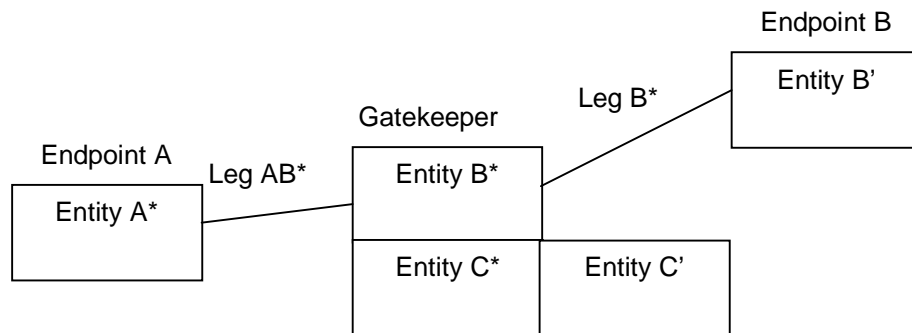 Endpoint B
Entity B’
Leg B*
Gatekeeper
Endpoint A
Leg AB*
Entity B*
Entity A*
Entity C*
Entity C’